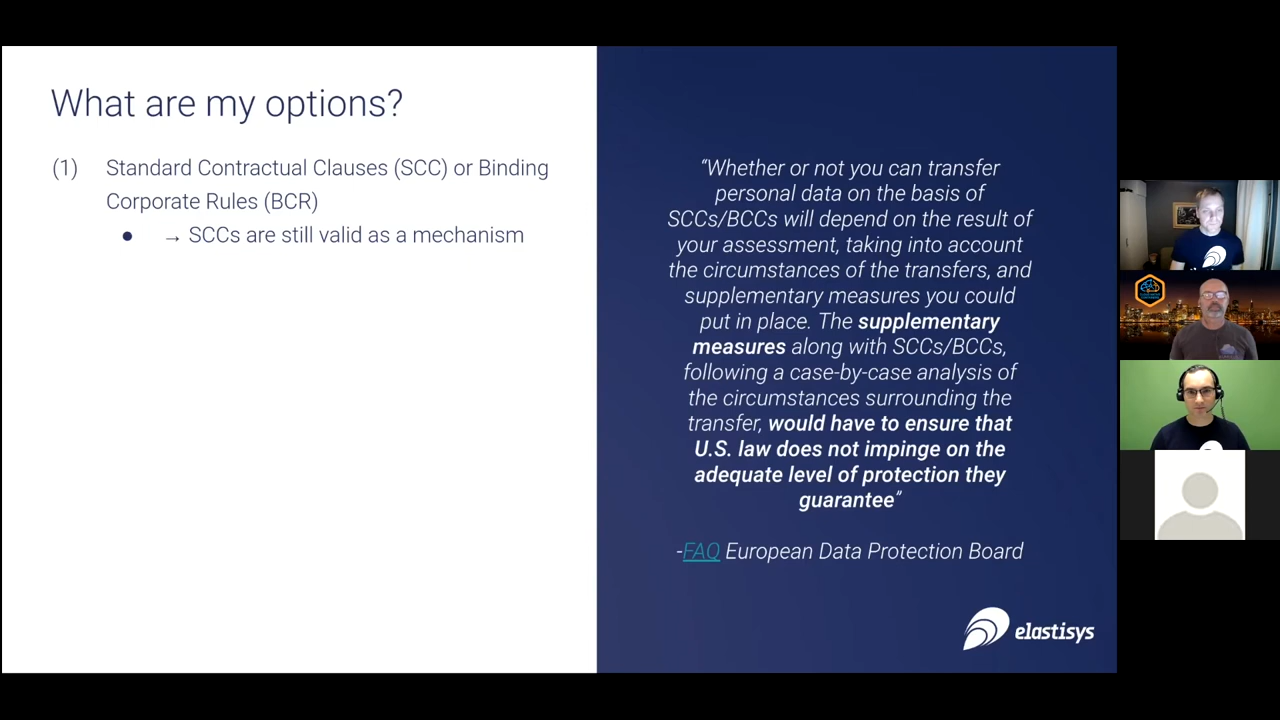 What are my options?
(1) Standard Contractual Clauses (SCC) or Binding
Corporate Rules (BCR)
● → SCCs are still valid as a mechanism
“Whether or not you can transfer
personal data on the basis of
SCCs/BCCs will depend on the result of
your assessment, taking into account
the circumstances of the transfers, and
supplementary measures you could
put in place. The supplementary
measures along with SCCs/BCCs,
following a case-by-case analysis of
the circumstances surrounding the
transfer, would have to ensure that
U.S. law does not impinge on the
adequate level of protection they
guarantee”
-FAQ European Data Protection Board
elastisys